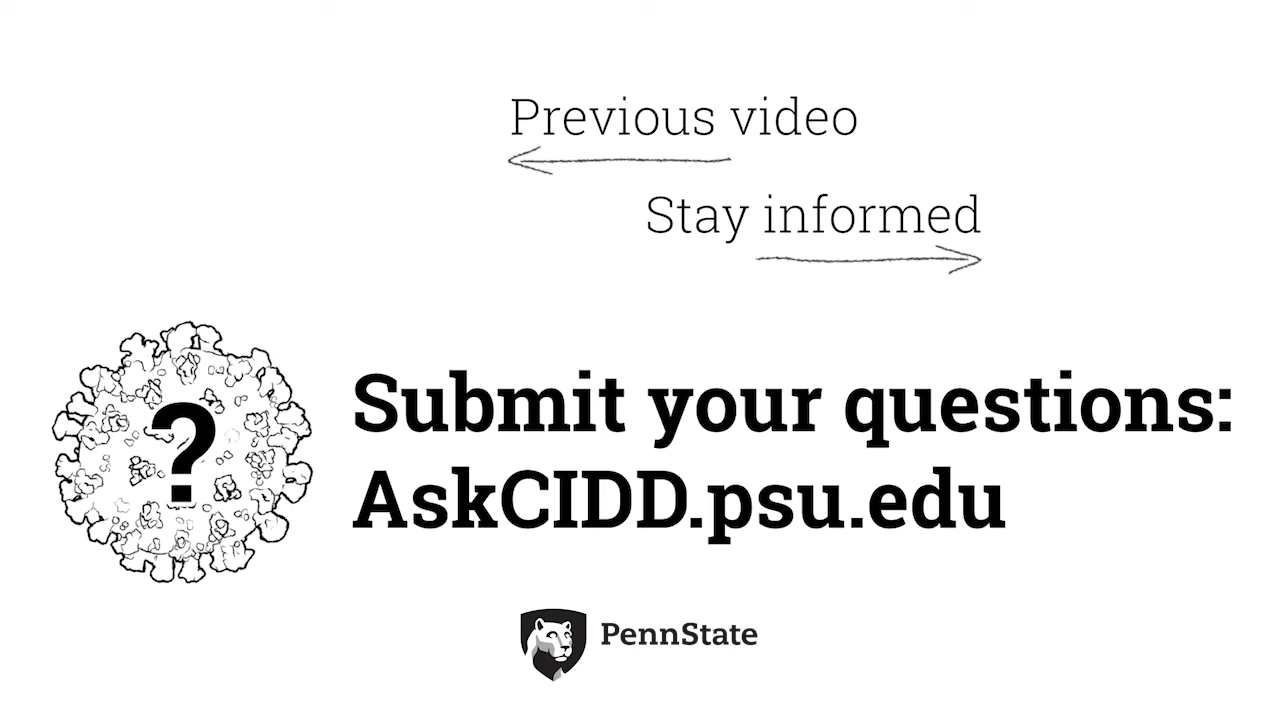 Previous video
Stay informed
?
Submit your questions:
AskCIDD.psu.edu
PennState